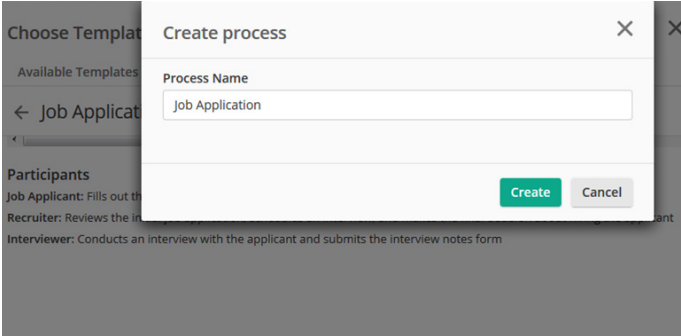 Choose Templat
Create process
Available Templates
Process Name
Job Applicat
Job Application
Participants
Job Applicant: Fills out th
Create
Cancel
Recruiter: Reviews the in
Interviewer: Conducts an interview with the applicant and submits the interview notes form